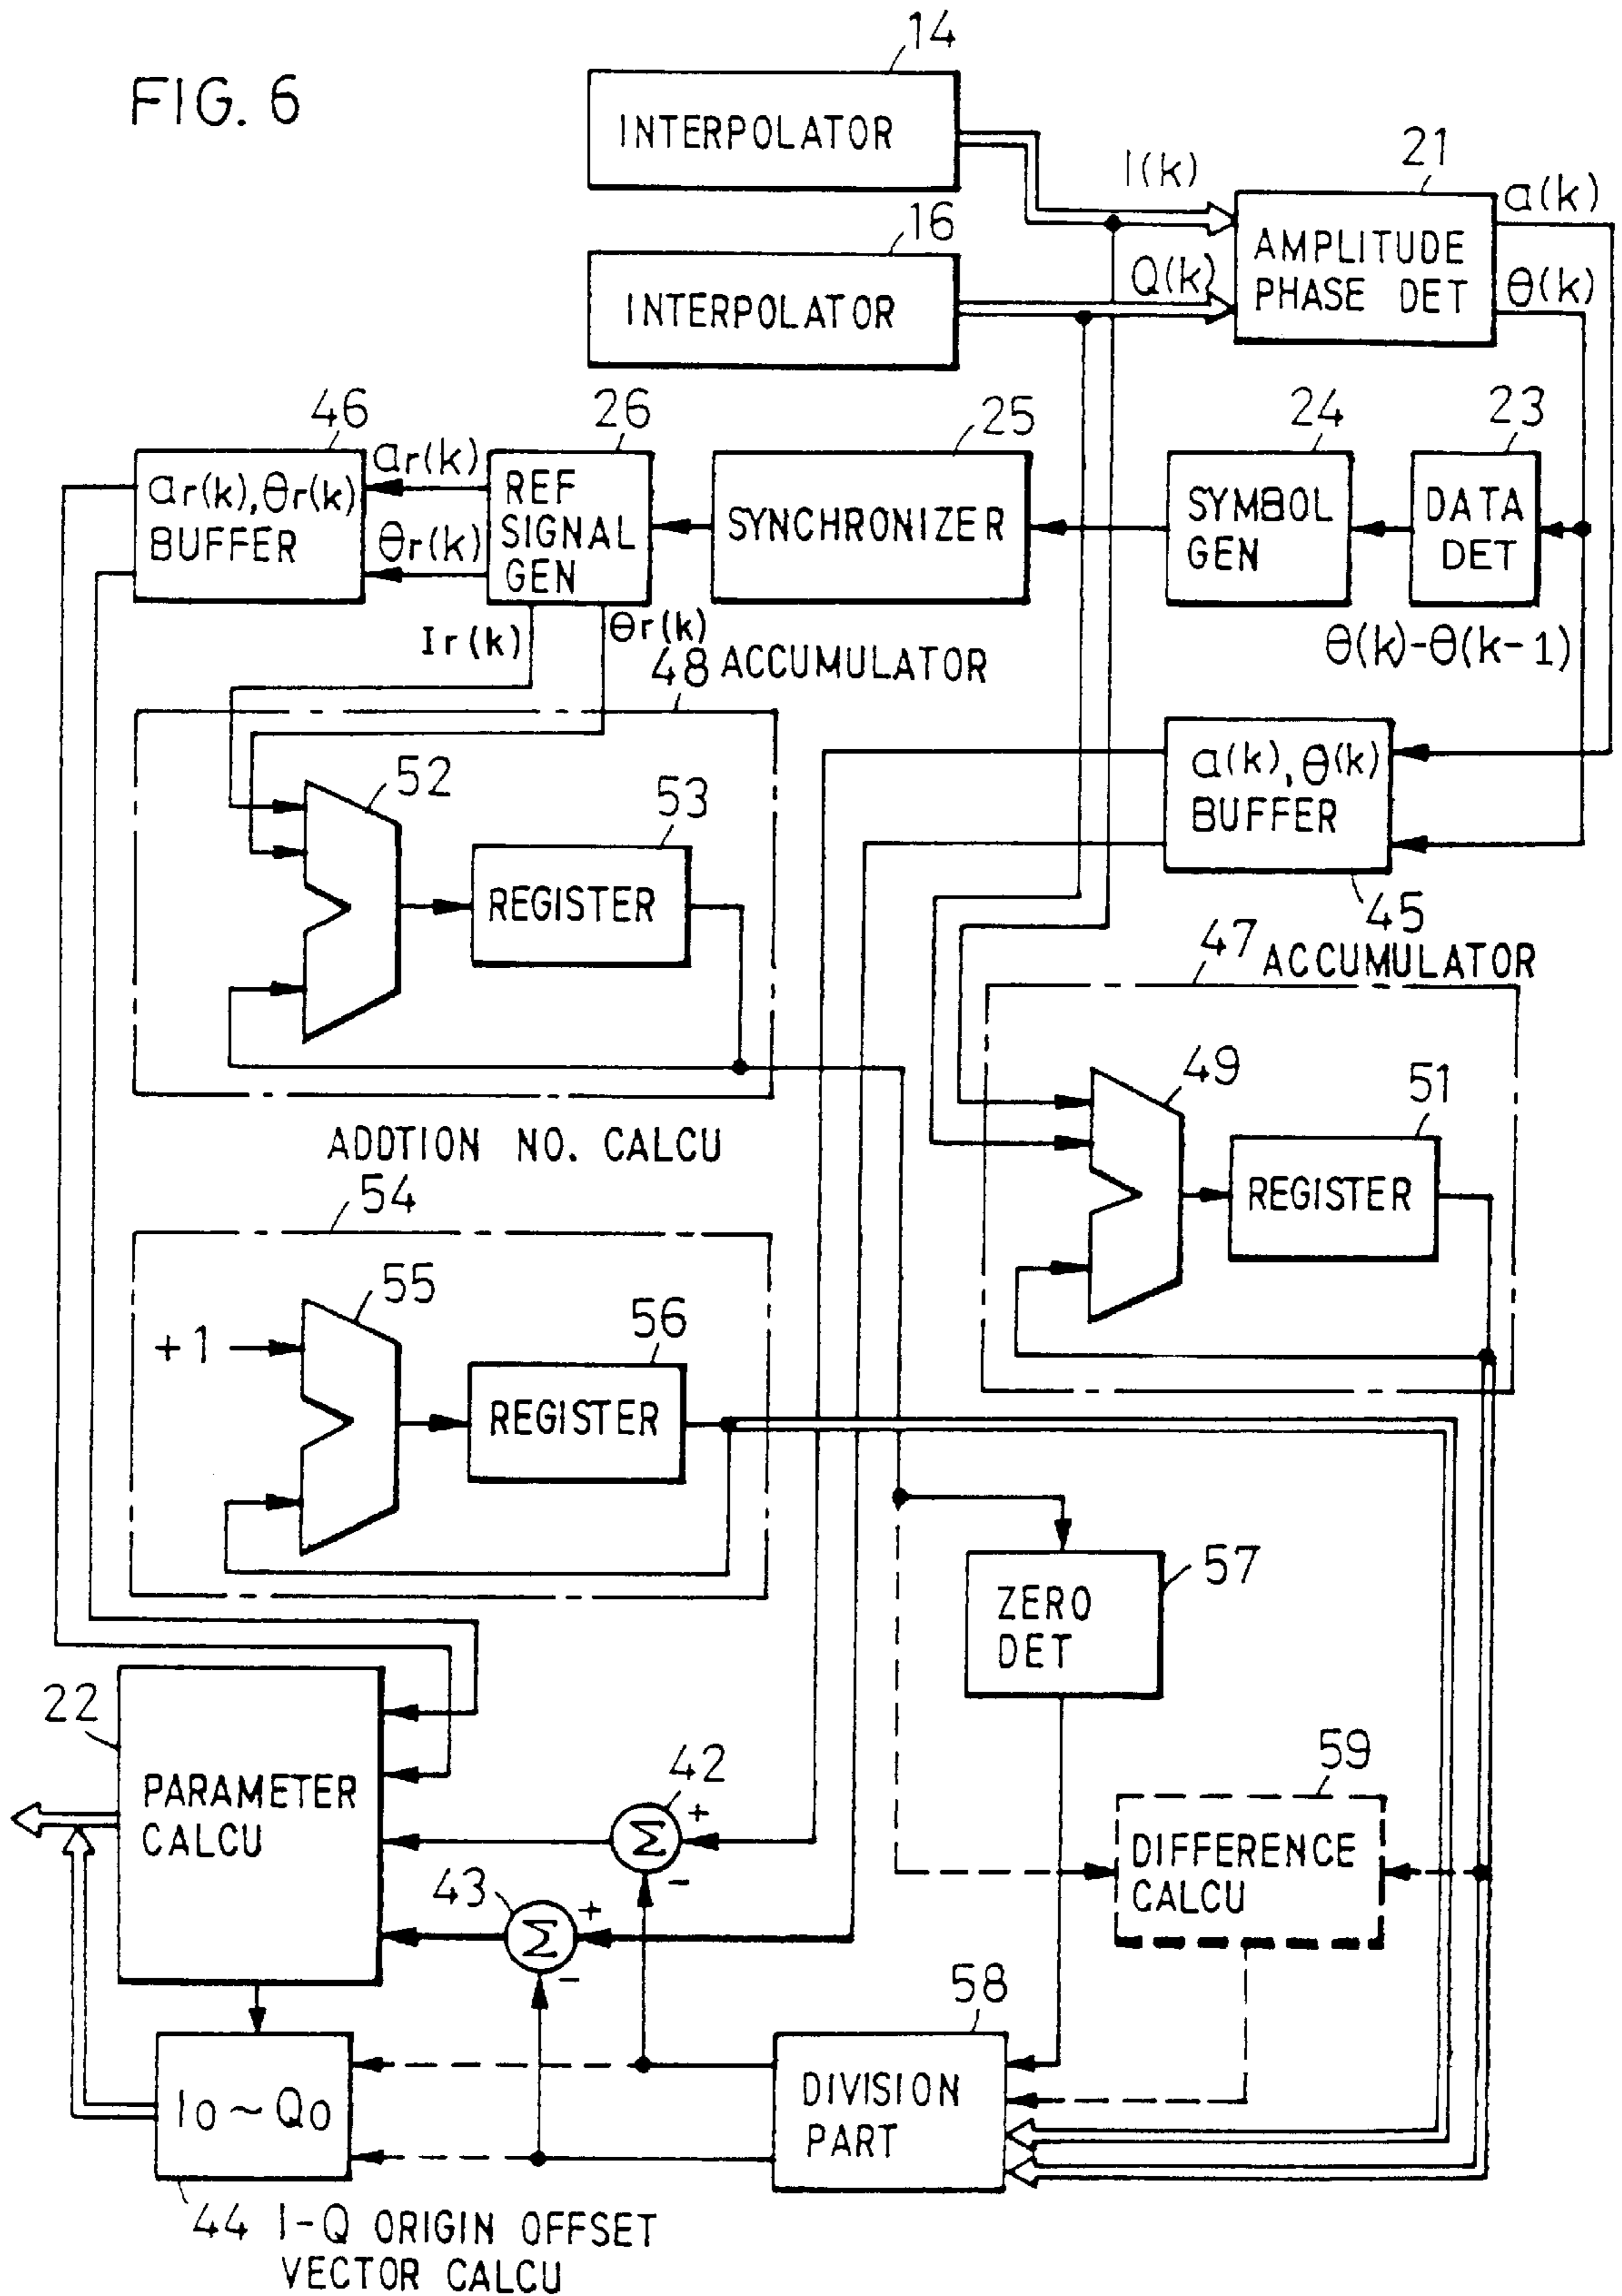 FIG. 6
14
INTERPOLATOR
I(k)
21
a(k)
16
INTERPOLATOR
Q(k)
AMPLITUDE
PHASE DET
θ(k)
46
ar(k), θr(k)
BUFFER
ar(k)
θr(k)
26
REF
SIGNAL
GEN
25
SYNCHRONIZER
24
SYMBOL
GEN
23
DATA
DET
Ir(k)
θr(k)
θ(k)-θ(k-1)
48 ACCUMULATOR
52
53
REGISTER
a(k), θ(k)
BUFFER
45
47 ACCUMULATOR
49
51
REGISTER
ADDTION NO. CALCU
54
55
+1
56
REGISTER
57
ZERO
DET
22
PARAMETER
CALCU
42
Σ
+
-
43
Σ
+
-
59
DIFFERENCE
CALCU
58
DIVISION
PART
I0 ~ Q0
44 I-Q ORIGIN OFFSET
VECTOR CALCU